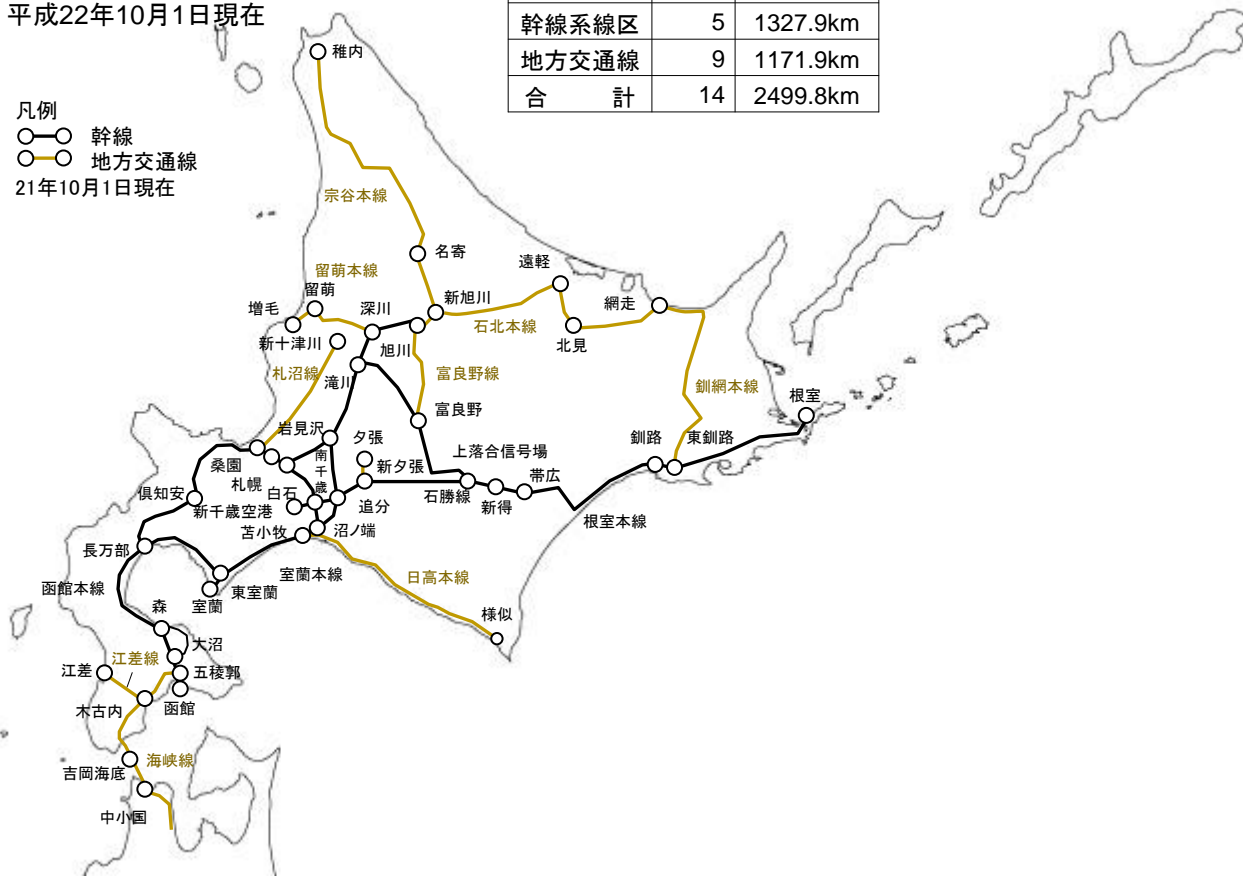 平成22年10月1日現在
幹線系線区 5 1327.9km
地方交通線 9 1171.9km
合 計 14 2499.8km
凡例
幹線
地方交通線
21年10月1日現在
稚内
宗谷本線
名寄
留萌本線
留萌
増毛
深川
新旭川
遠軽
網走
石北本線
北見
新十津川
旭川
札沼線
滝川
富良野線
釧網本線
富良野
根室
岩見沢
夕張
上落合信号場
釧路
東釧路
桑園
札幌
南千歳
新夕張
帯広
倶知安
白石
新千歳空港
追分
石勝線
新得
根室本線
苫小牧
沼ノ端
長万部
室蘭本線
日高本線
函館本線
東室蘭
室蘭
森
様似
大沼
江差線
江差
五稜郭
木古内
函館
海峡線
吉岡海底
中小国